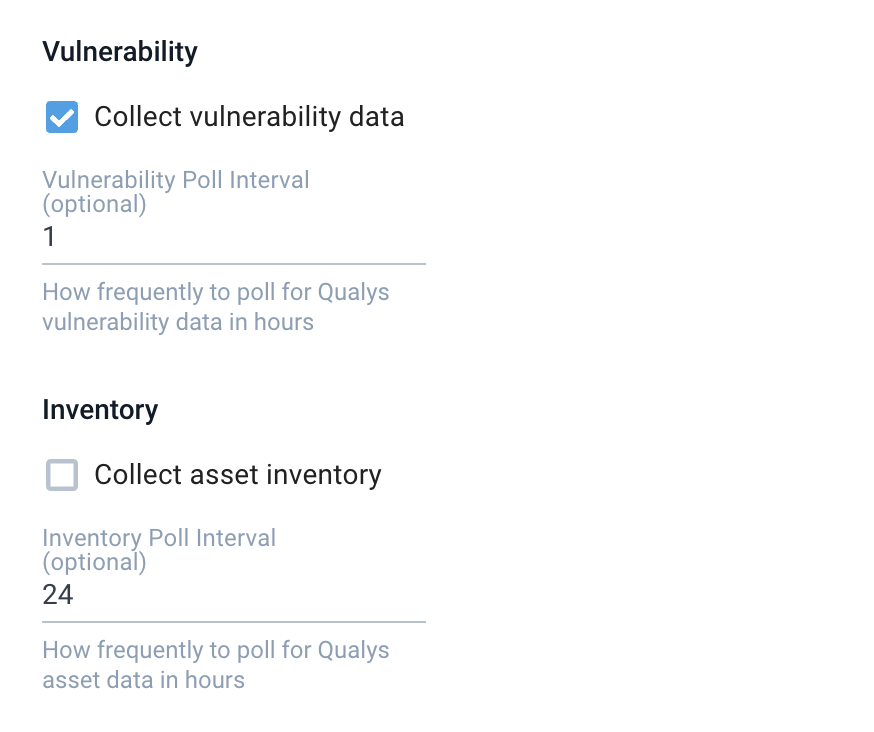 Vulnerability
Collect vulnerability data
Vulnerability Poll Interval
(optional)
1
How frequently to poll for Qualys
vulnerability data in hours
Inventory
Collect asset inventory
Inventory Poll Interval
(optional)
24
How frequently to poll for Qualys
asset data in hours